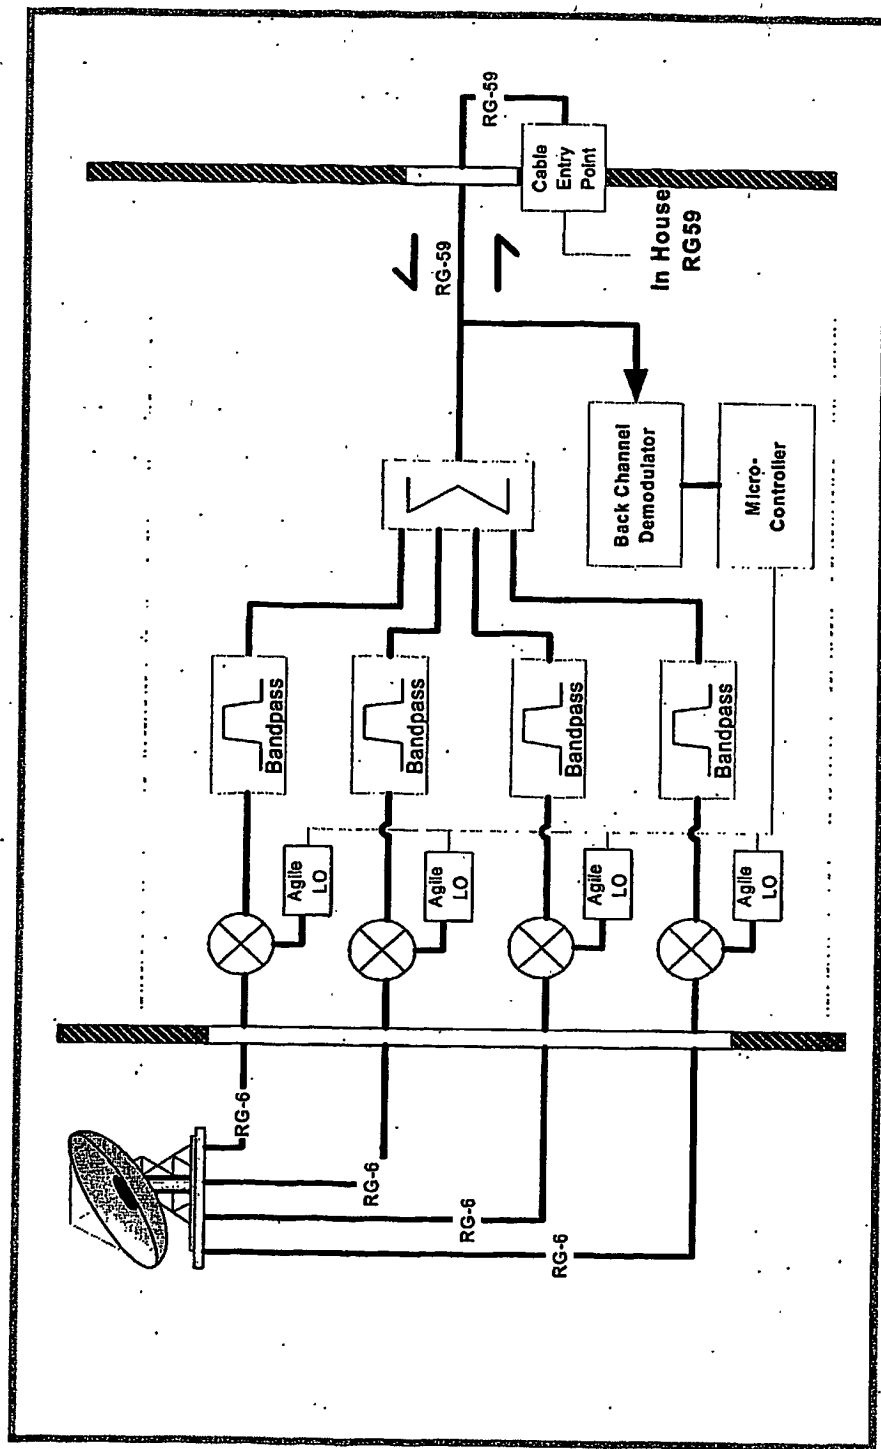 RG-6
RG-6
RG-6
RG-6
Agile
LO
Agile
LO
Agile
LO
Agile
LO
Bandpass
Bandpass
Bandpass
Bandpass
Back Channel
Demodulator
Micro-
Controller
RG-59
RG-59
Cable
Entry
Point
In House
RG59